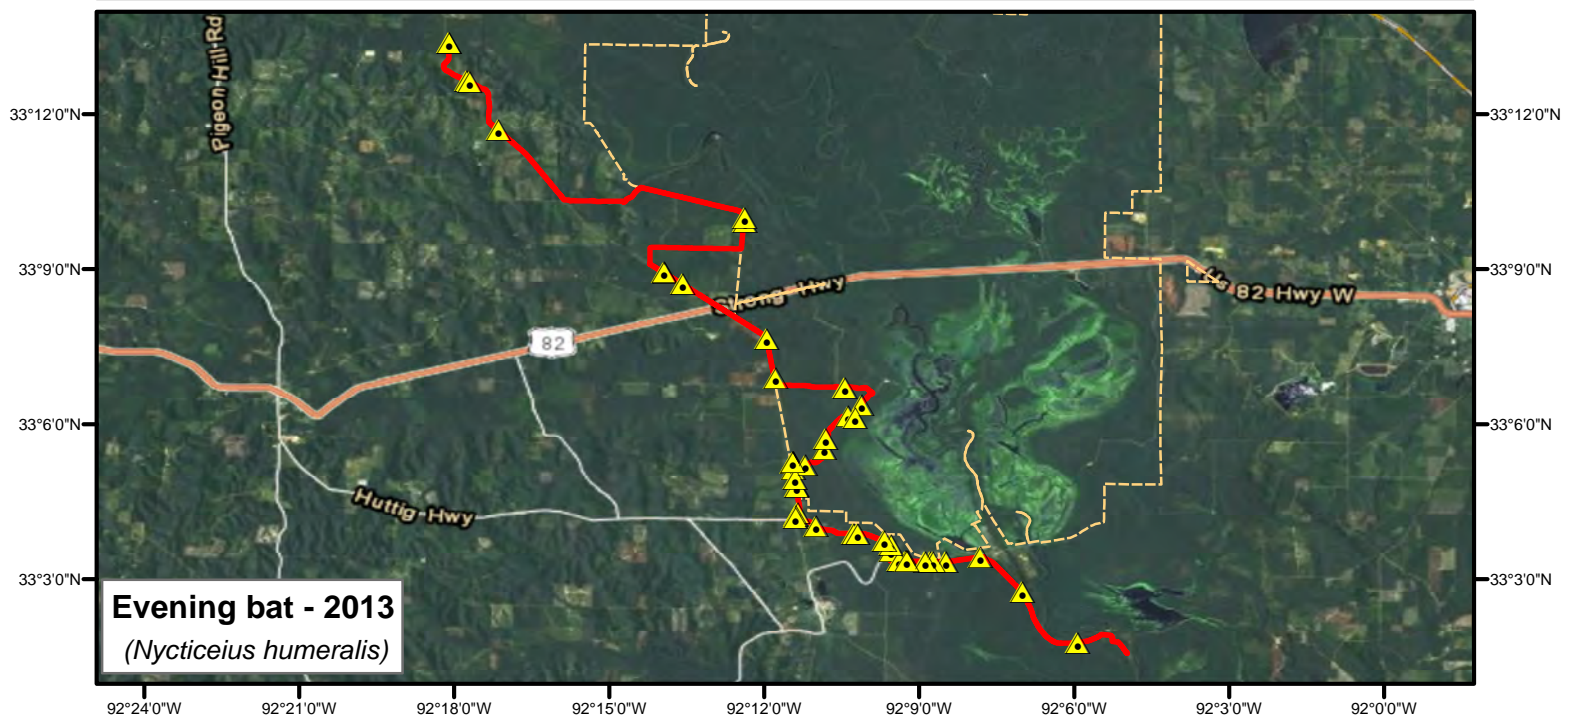 Pigeon Hill Rd
33°12'0"N
33°12'0"N
33°9'0"N
33°9'0"N
Strong Hwy
Us 82 Hwy W
82
33°6'0"N
33°6'0"N
Huttig Hwy
33°3'0"N
33°3'0"N
Evening bat - 2013
(Nycticeius humeralis)
92°24'0"W
92°21'0"W
92°18'0"W
92°15'0"W
92°12'0"W
92°9'0"W
92°6'0"W
92°3'0"W
92°0'0"W